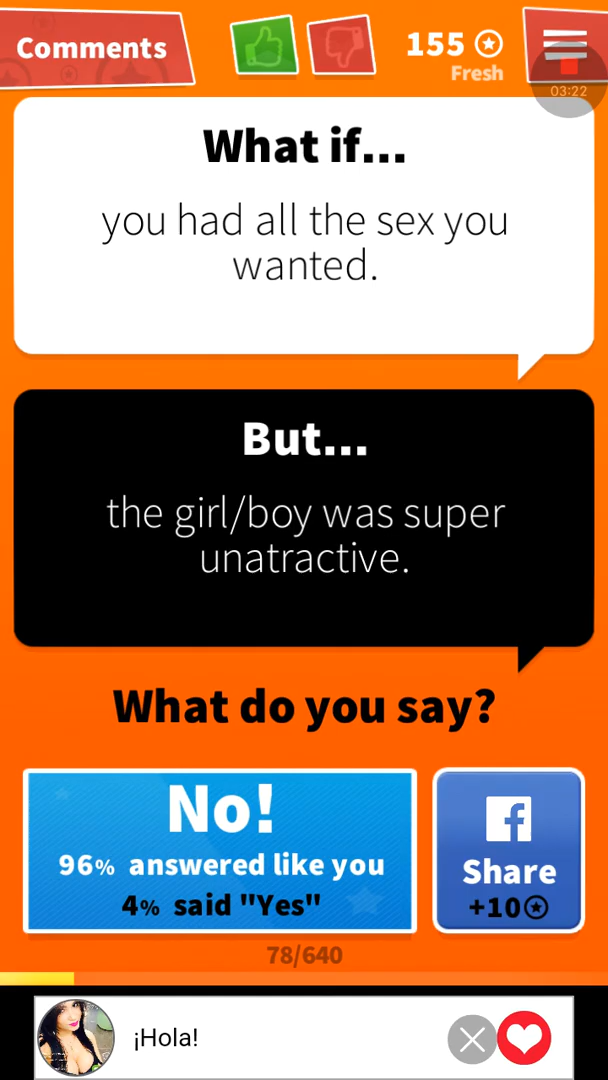 Comments
155
Fresh
03:22
What if...
you had all the sex you
wanted.
But...
the girl/boy was super
unatractive.
What do you say?
No!
96% answered like you
4% said "Yes"
Share
+10
78/640
¡Hola!